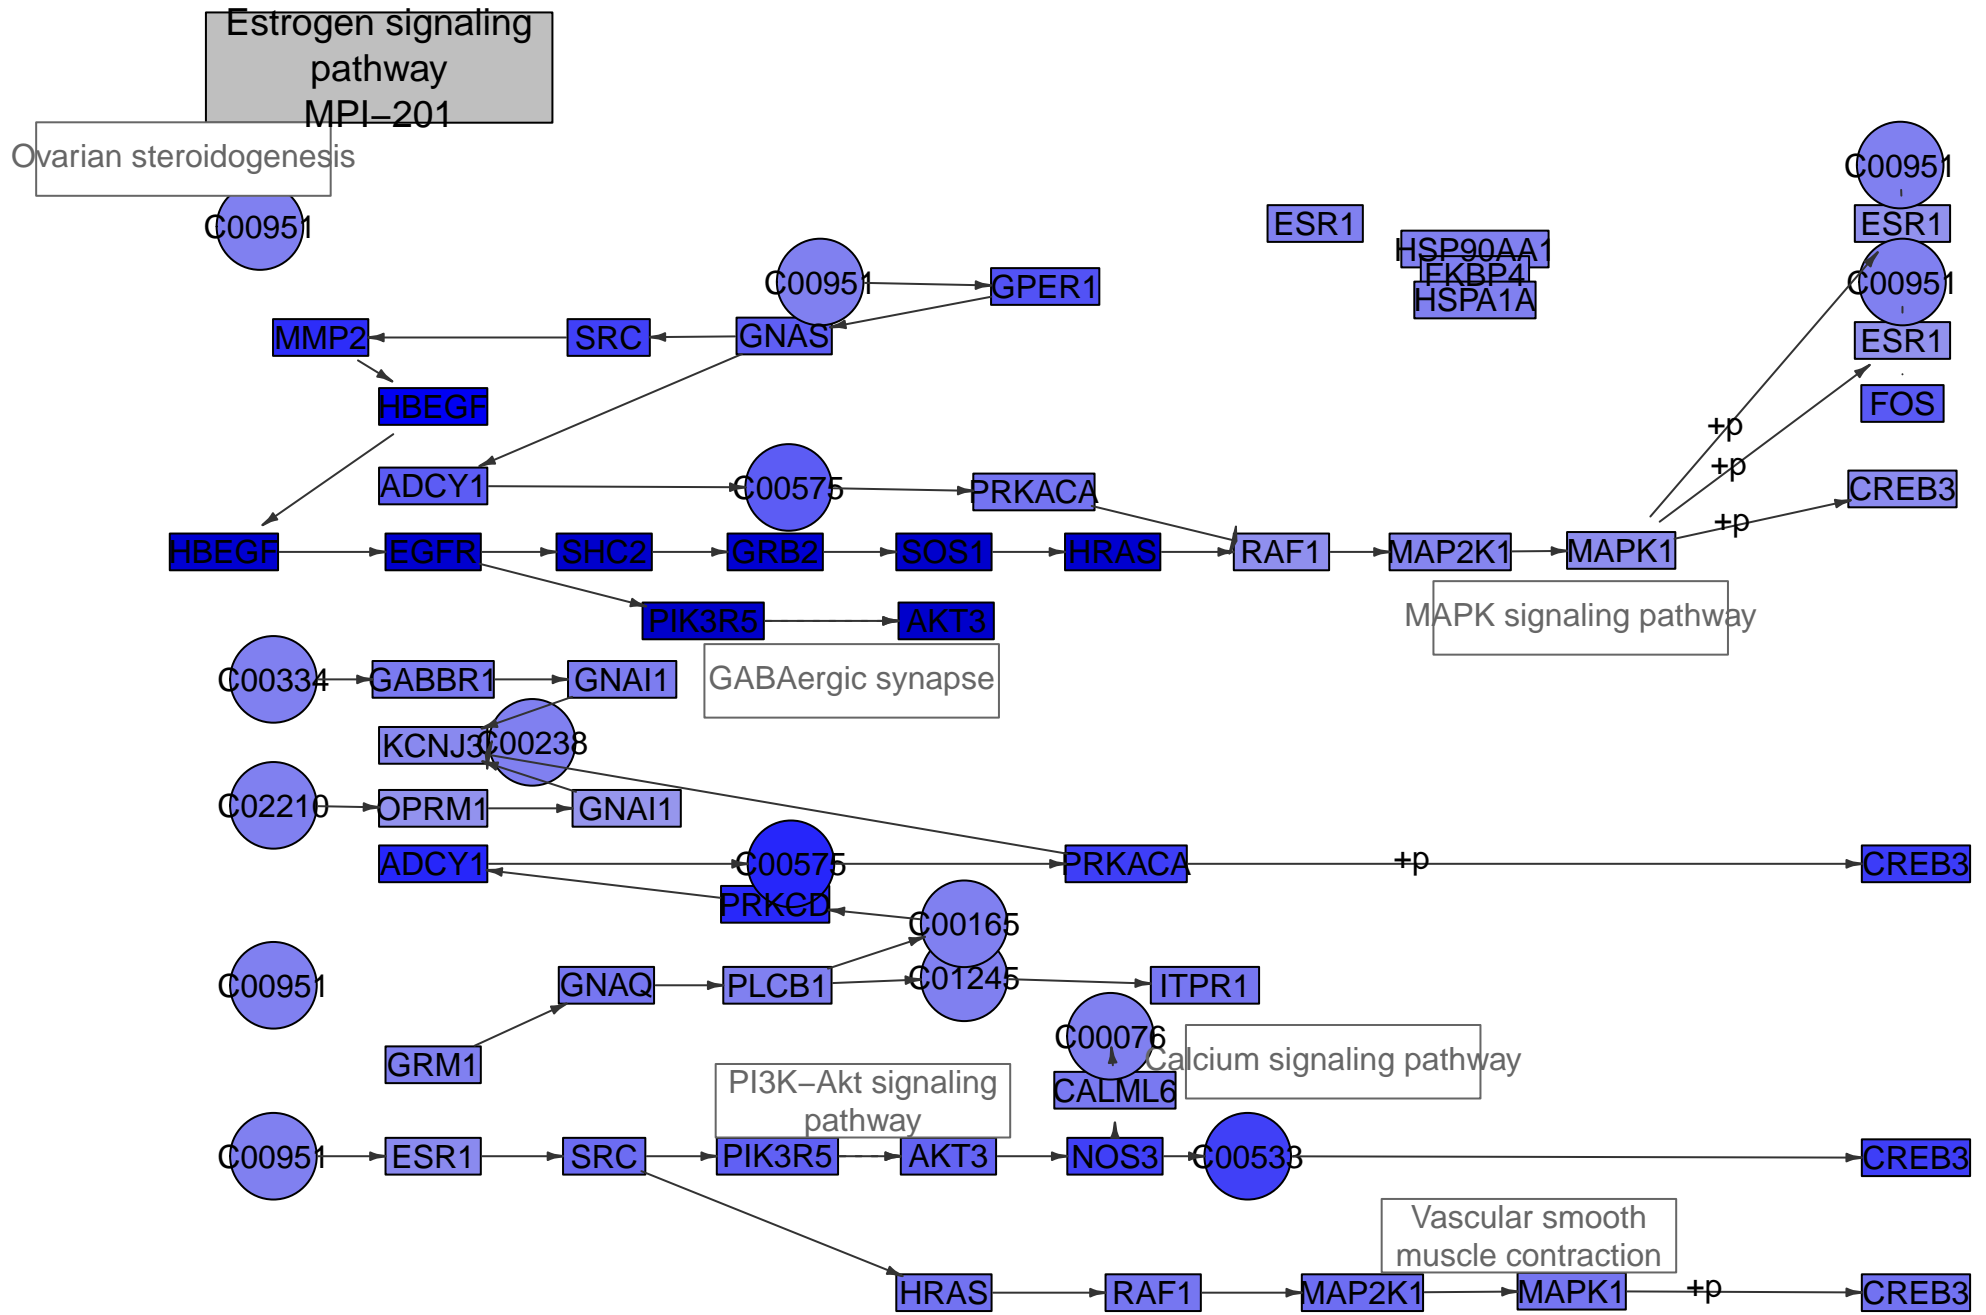 Estrogen signaling
pathway
MPI−201
Ovarian steroidogenesis
C00951
C00951
ESR1
ESR1
C00951
HSP90AA1
FKBP4
HSPA1A
C00951
GPER1
C00951
MMP2
SRC
GNAS
ESR1
HBEGF
FOS
+p
+p
ADCY1
C00575
PRKACA
CREB3
+p
HBEGF
EGFR
SHC2
GRB2
SOS1
HRAS
RAF1
MAP2K1
MAPK1
PIK3R5
AKT3
MAPK signaling pathway
C00334
GABBR1
GNAI1
GABAergic synapse
KCNJ3
C00238
C02210
OPRM1
GNAI1
ADCY1
C00575
PRKACA
+p
CREB3
PRKCD
C00165
C00951
GNAQ
PLCB1
C01245
ITPR1
C00076
Calcium signaling pathway
GRM1
CALML6
PI3K−Akt signaling
pathway
C00951
ESR1
SRC
PIK3R5
AKT3
NOS3
C00533
CREB3
Vascular smooth
muscle contraction
HRAS
RAF1
MAP2K1
MAPK1
+p
CREB3